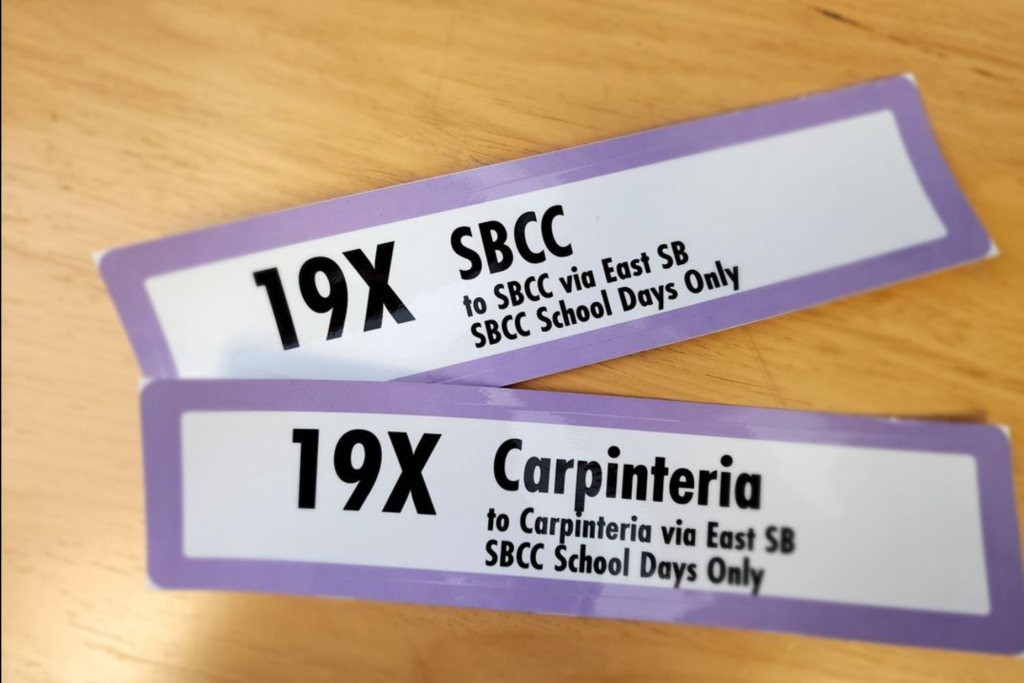 19X SBCC
to SBCC via East SB
SBCC School Days Only
19X Carpinteria
to Carpinteria via East SB
SBCC School Days Only